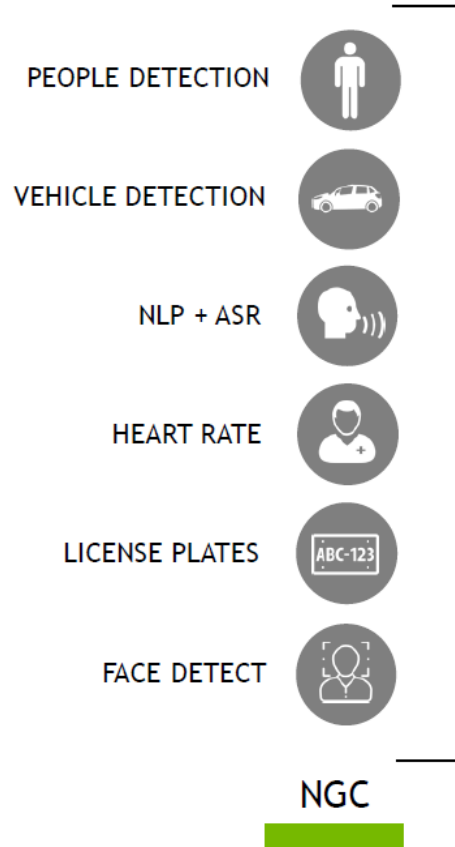 PEOPLE DETECTION
VEHICLE DETECTION
NLP + ASR
HEART RATE
LICENSE PLATES
ABC-123
FACE DETECT
NGC